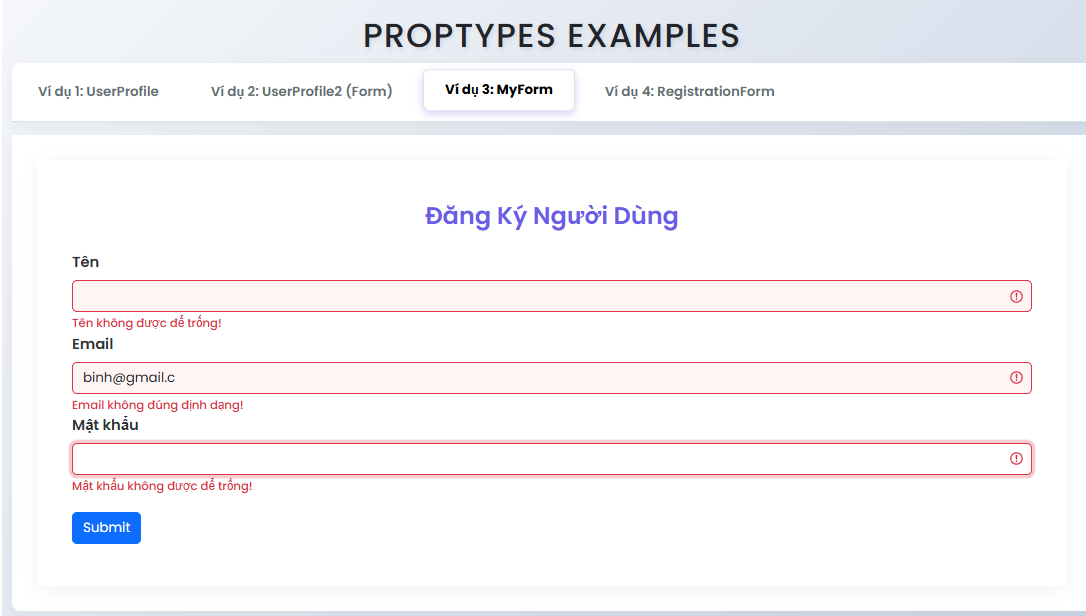 PROPTYPES EXAMPLES
Ví dụ 1: UserProfile Ví dụ 2: UserProfile2 (Form) Ví dụ 3: MyForm Ví dụ 4: RegistrationForm
Đăng Ký Người Dùng
Tên
Tên không được để trống!
Email
binh@gmail.c
Email không đúng định dạng!
Mật khẩu
Mật khẩu không được để trống!
Submit